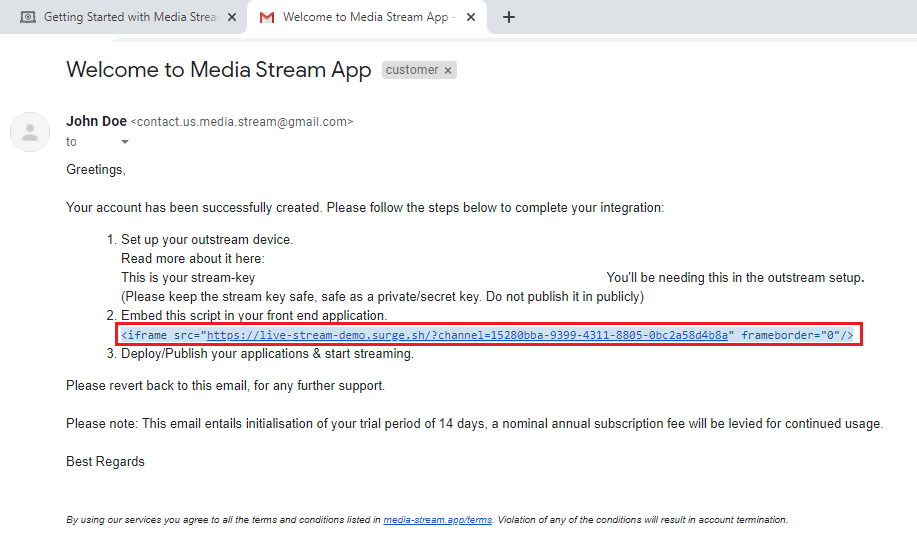 Getting Started with Media Strea
Welcome to Media Stream App -
Welcome to Media Stream App customer ×
John Doe <contact.us.media.stream@gmail.com>
to
Greetings,
Your account has been successfully created. Please follow the steps below to complete your integration:
1. Set up your outstream device.
Read more about it here:
This is your stream-key You'll be needing this in the outstream setup.
(Please keep the stream key safe, safe as a private/secret key. Do not publish it in publicly)
2. Embed this script in your front end application.
<iframe src="https://live-stream-demo.surge.sh/?channel=15280bba-9399-4311-8805-0bc2a58d4b8a" frameborder="0"/>
3. Deploy/Publish your applications & start streaming.
Please revert back to this email, for any further support.
Please note: This email entails initialisation of your trial period of 14 days, a nominal annual subscription fee will be levied for continued usage.
Best Regards
By using our services you agree to all the terms and conditions listed in media-stream.app/terms. Violation of any of the conditions will result in account termination.